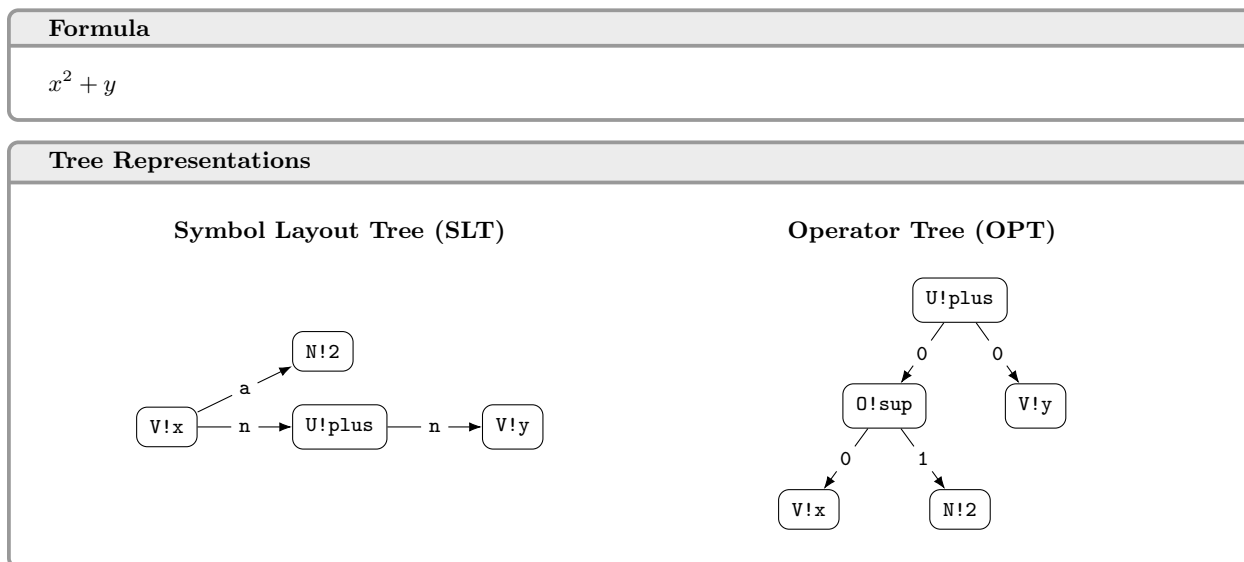 Formula
x² + y
Tree Representations
Symbol Layout Tree (SLT)
N!2
a
V!x n U!plus n V!y
Operator Tree (OPT)
U!plus
0 0
O!sup V!y
0 1
V!x N!2